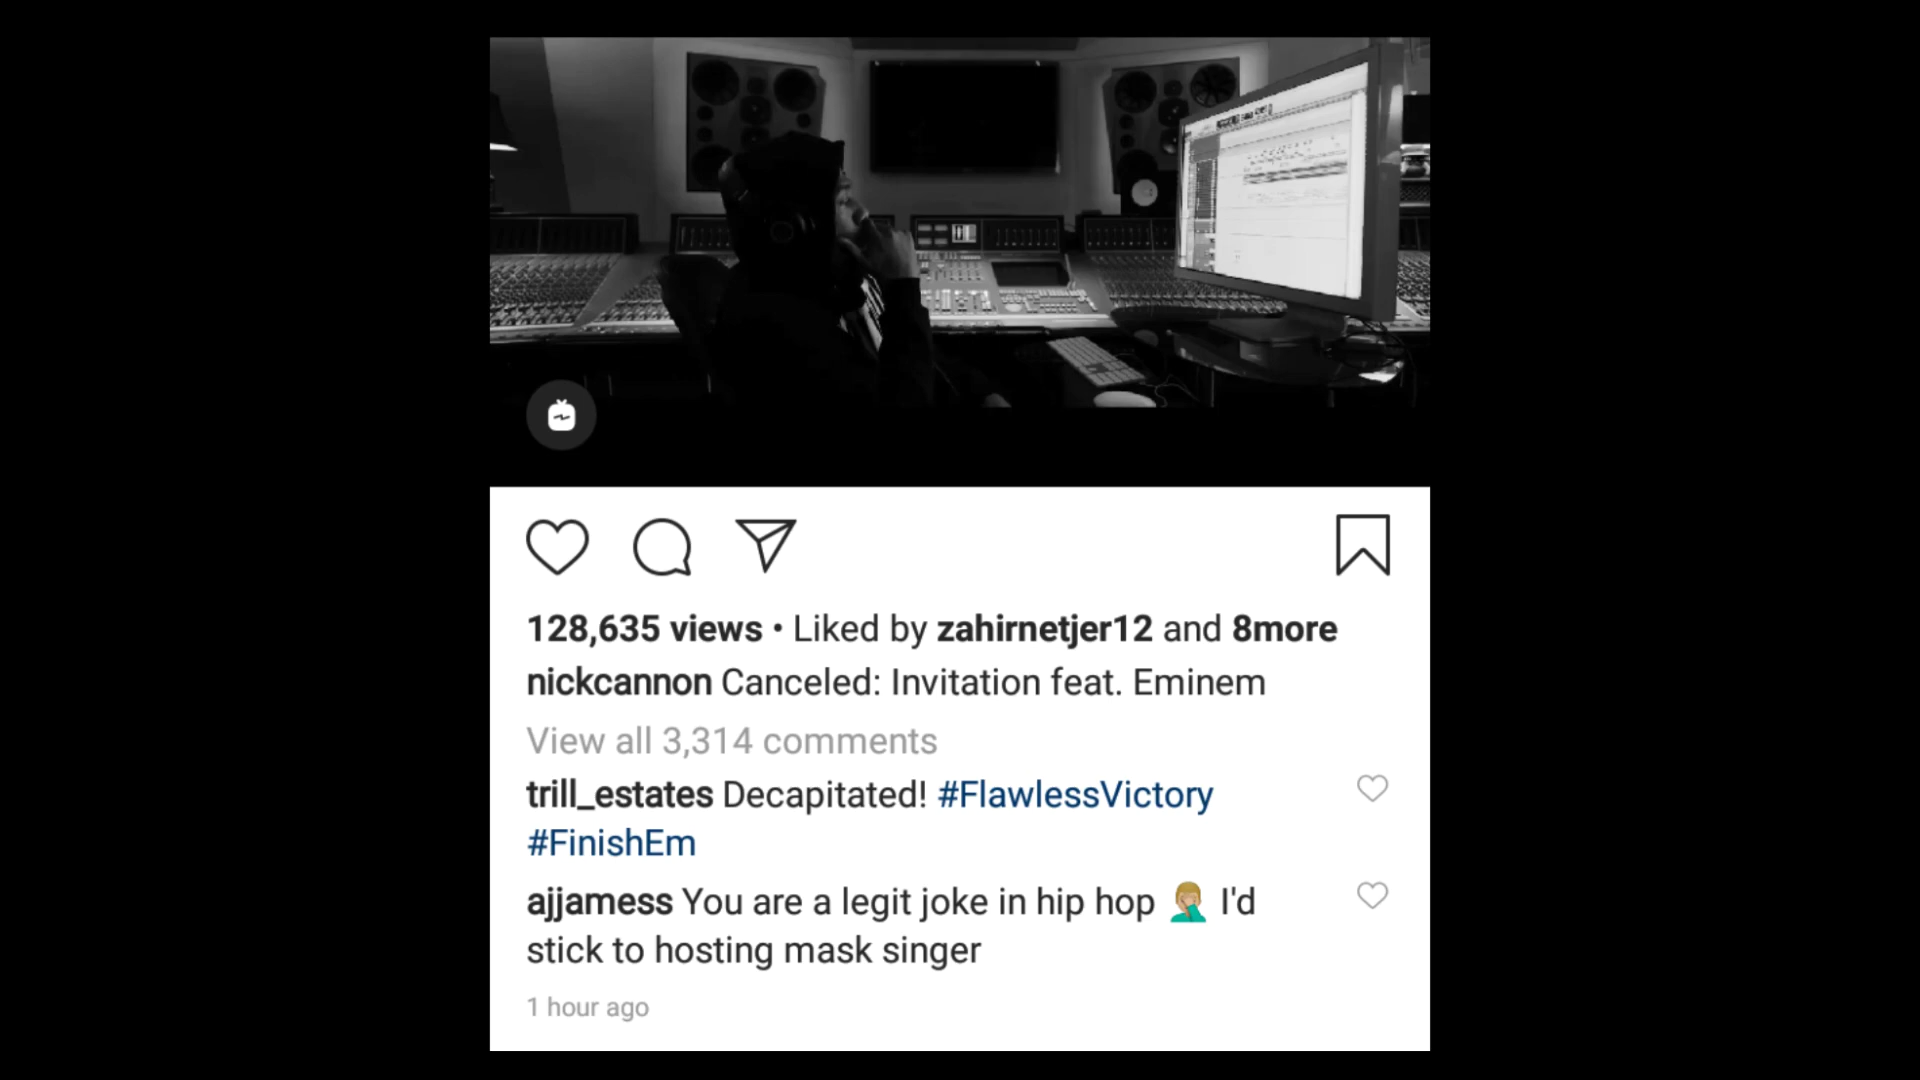 128,635 views • Liked by zahirnetjer12 and 8more
nickcannon Canceled: Invitation feat. Eminem
View all 3,314 comments
trill_estates Decapitated! #FlawlessVictory
#FinishEm
ajjamess You are a legit joke in hip hop 🤦🏼 I'd
stick to hosting mask singer
1 hour ago